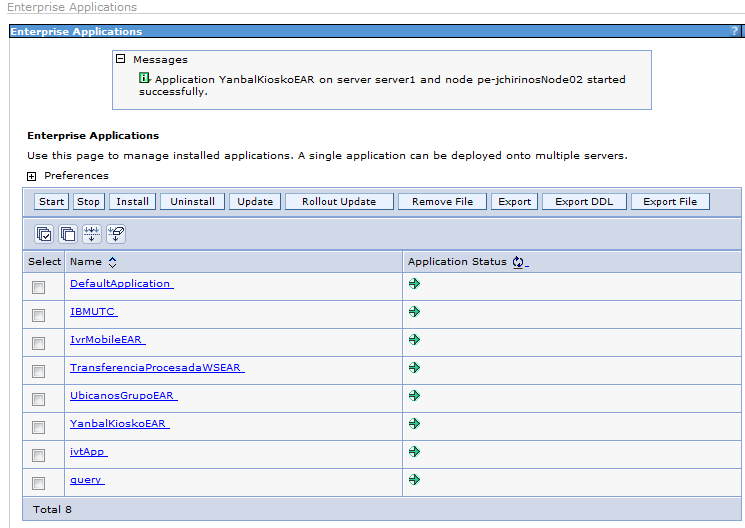 Enterprise Applications
Enterprise Applications ?
Messages
Application YanbalKioskoEAR on server server1 and node pe-jchirinosNode02 started
successfully.
Enterprise Applications
Use this page to manage installed applications. A single application can be deployed onto multiple servers.
Preferences
Start Stop Install Uninstall Update Rollout Update Remove File Export Export DDL Export File
Select Name Application Status
DefaultApplication
IBMUTC
IvrMobileEAR
TransferenciaProcesadaWSEAR
UbicanosGrupoEAR
YanbalKioskoEAR
ivtApp
query
Total 8